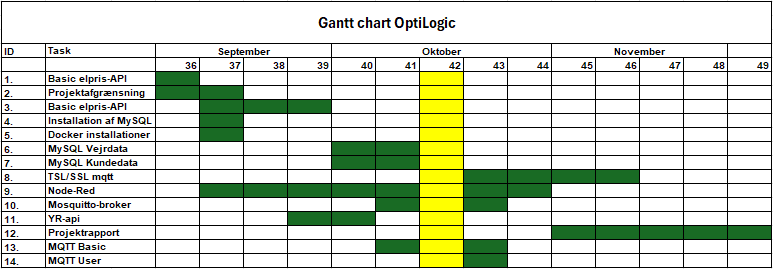 Gantt chart OptiLogic
ID Task September Oktober November
36 37 38 39 40 41 42 43 44 45 46 47 48 49
1. Basic elpris-API
2. Projektafgrænsning
3. Basic elpris-API
4. Installation af MySQL
5. Docker installationer
6. MySQL Vejrdata
7. MySQL Kundedata
8. TSL/SSL mqtt
9. Node-Red
10. Mosquitto-broker
11. YR-api
12. Projektrapport
13. MQTT Basic
14. MQTT User